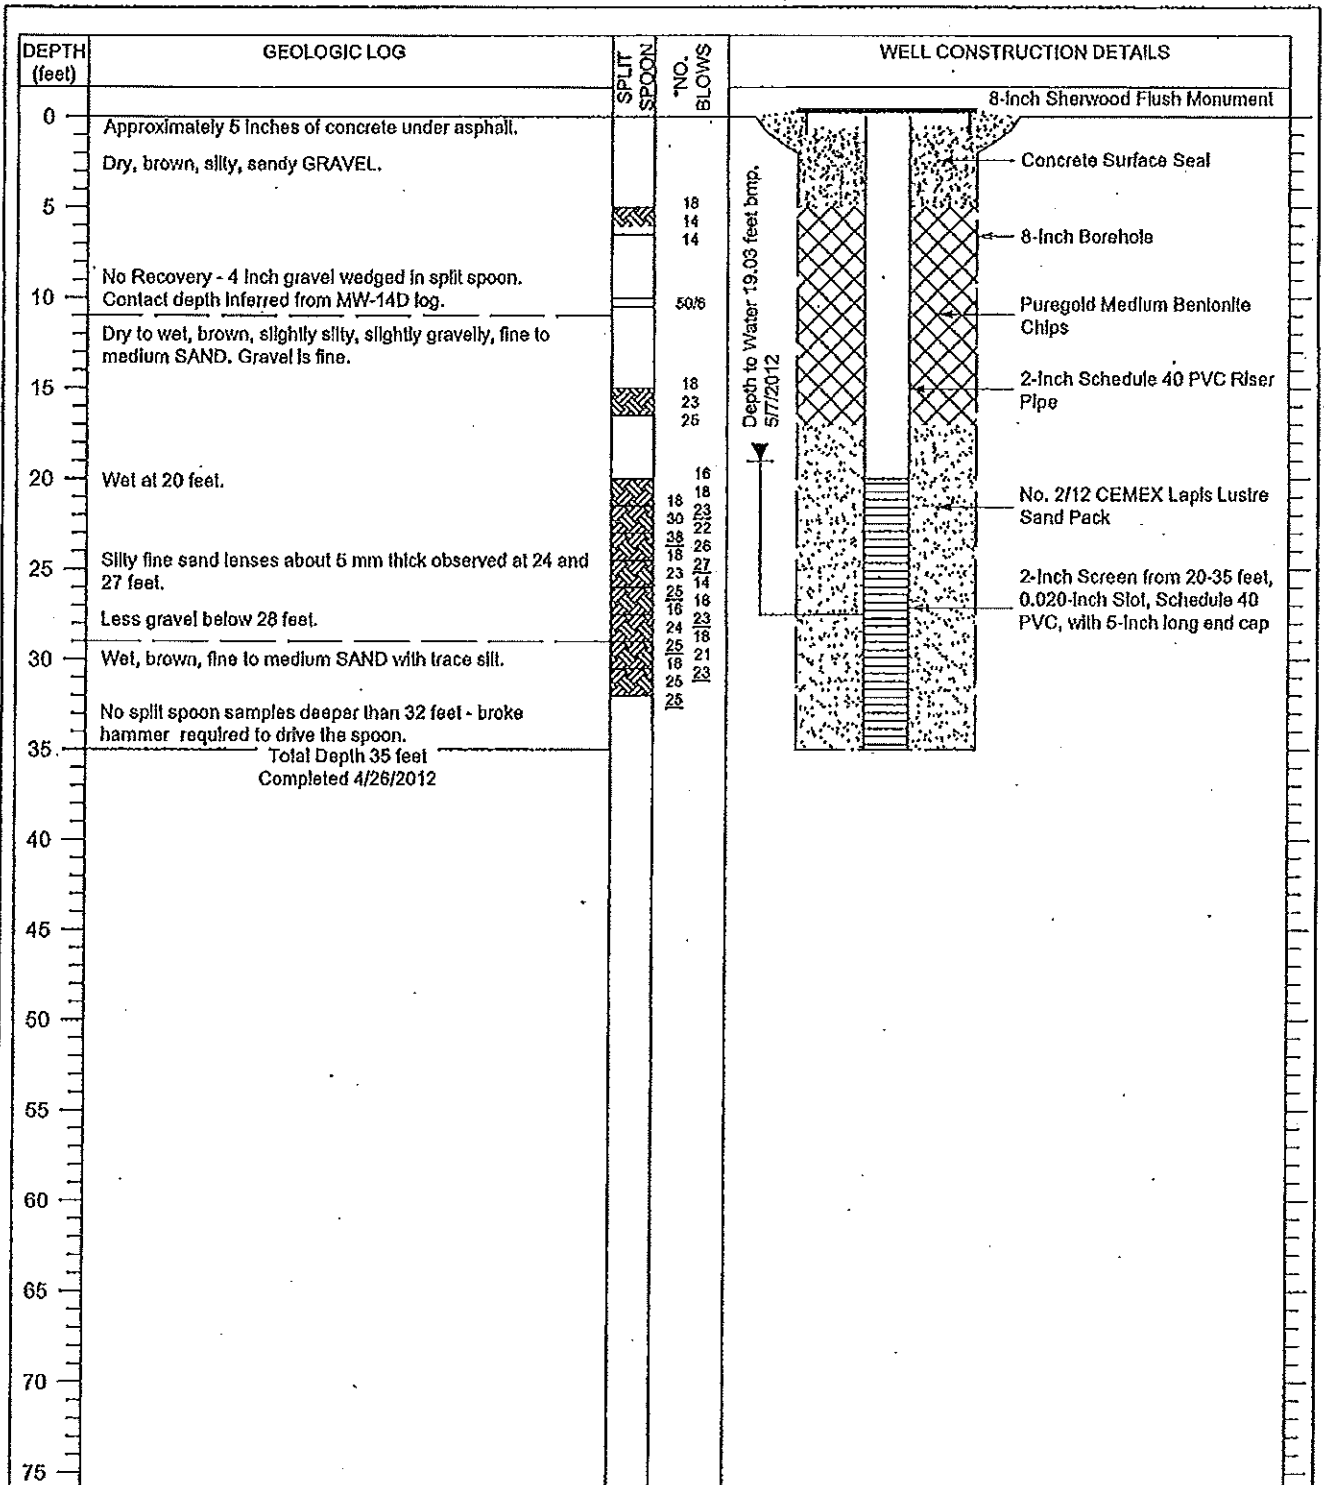 DEPTH
(feet)
GEOLOGIC LOG
SPLIT
SPOON
*NO.
BLOWS
WELL CONSTRUCTION DETAILS
8-Inch Sherwood Flush Monument
0
Approximately 5 inches of concrete under asphalt.
Dry, brown, silty, sandy GRAVEL.
Concrete Surface Seal
5
18
14
14
8-Inch Borehole
No Recovery - 4 inch gravel wedged in split spoon.
Contact depth inferred from MW-14D log.
10
50/6
Puregold Medium Bentonite
Chips
Dry to wet, brown, slightly silty, slightly gravelly, fine to
medium SAND. Gravel is fine.
15
18
23
25
2-Inch Schedule 40 PVC Riser
Pipe
Depth to Water 19.03 feet bmp.
5/7/2012
20
Wet at 20 feet.
16
18
18
23
30
22
38
26
18
27
23
14
25
16
16
23
24
18
25
21
18
23
25
25
No. 2/12 CEMEX Lapis Lustre
Sand Pack
25
Silty fine sand lenses about 5 mm thick observed at 24 and
27 feet.
Less gravel below 28 feet.
2-Inch Screen from 20-35 feet,
0.020-Inch Slot, Schedule 40
PVC, with 5-Inch long end cap
30
Wet, brown, fine to medium SAND with trace silt.
No split spoon samples deeper than 32 feet - broke
hammer required to drive the spoon.
35
Total Depth 35 feet
Completed 4/26/2012
40
45
50
55
60
65
70
75